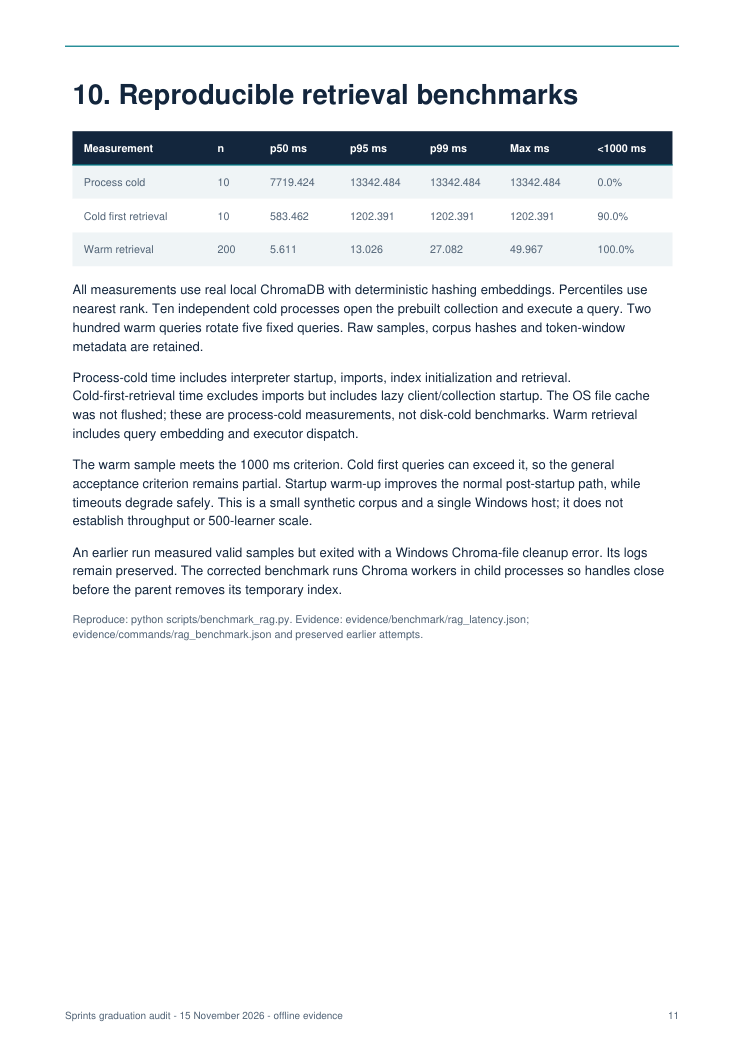 10. Reproducible retrieval benchmarks
Measurement n p50 ms p95 ms p99 ms Max ms <1000 ms
Process cold 10 7719.424 13342.484 13342.484 13342.484 0.0%
Cold first retrieval 10 583.462 1202.391 1202.391 1202.391 90.0%
Warm retrieval 200 5.611 13.026 27.082 49.967 100.0%
All measurements use real local ChromaDB with deterministic hashing embeddings. Percentiles use
nearest rank. Ten independent cold processes open the prebuilt collection and execute a query. Two
hundred warm queries rotate five fixed queries. Raw samples, corpus hashes and token-window
metadata are retained.
Process-cold time includes interpreter startup, imports, index initialization and retrieval.
Cold-first-retrieval time excludes imports but includes lazy client/collection startup. The OS file cache
was not flushed; these are process-cold measurements, not disk-cold benchmarks. Warm retrieval
includes query embedding and executor dispatch.
The warm sample meets the 1000 ms criterion. Cold first queries can exceed it, so the general
acceptance criterion remains partial. Startup warm-up improves the normal post-startup path, while
timeouts degrade safely. This is a small synthetic corpus and a single Windows host; it does not
establish throughput or 500-learner scale.
An earlier run measured valid samples but exited with a Windows Chroma-file cleanup error. Its logs
remain preserved. The corrected benchmark runs Chroma workers in child processes so handles close
before the parent removes its temporary index.
Reproduce: python scripts/benchmark_rag.py. Evidence: evidence/benchmark/rag_latency.json;
evidence/commands/rag_benchmark.json and preserved earlier attempts.
Sprints graduation audit - 15 November 2026 - offline evidence 11